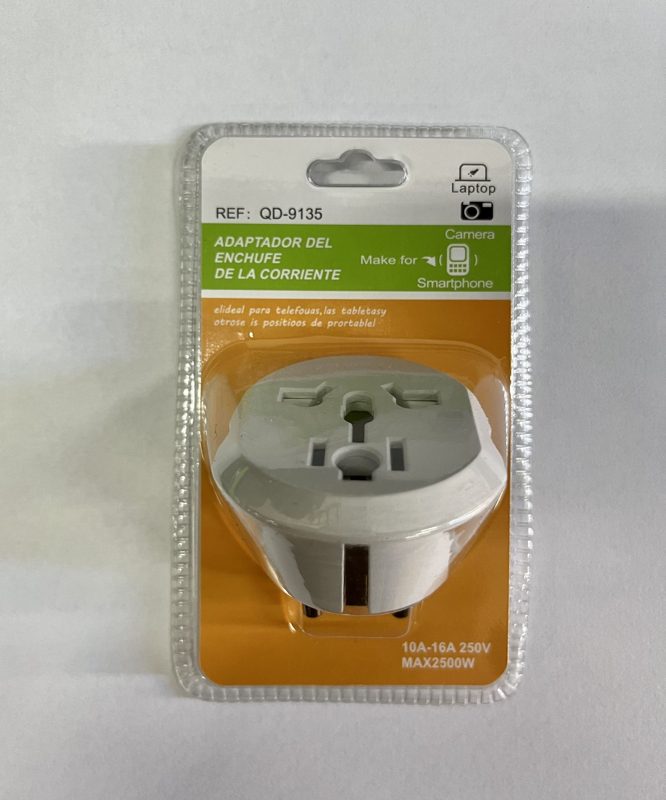 Laptop
REF: QD-9135
Camera
ADAPTADOR DEL
ENCHUFE
DE LA CORRIENTE
Make for
Smartphone
elideal para telefouas,las tabletasy
otrose is positioos de prortablel
10A-16A 250V
MAX2500W